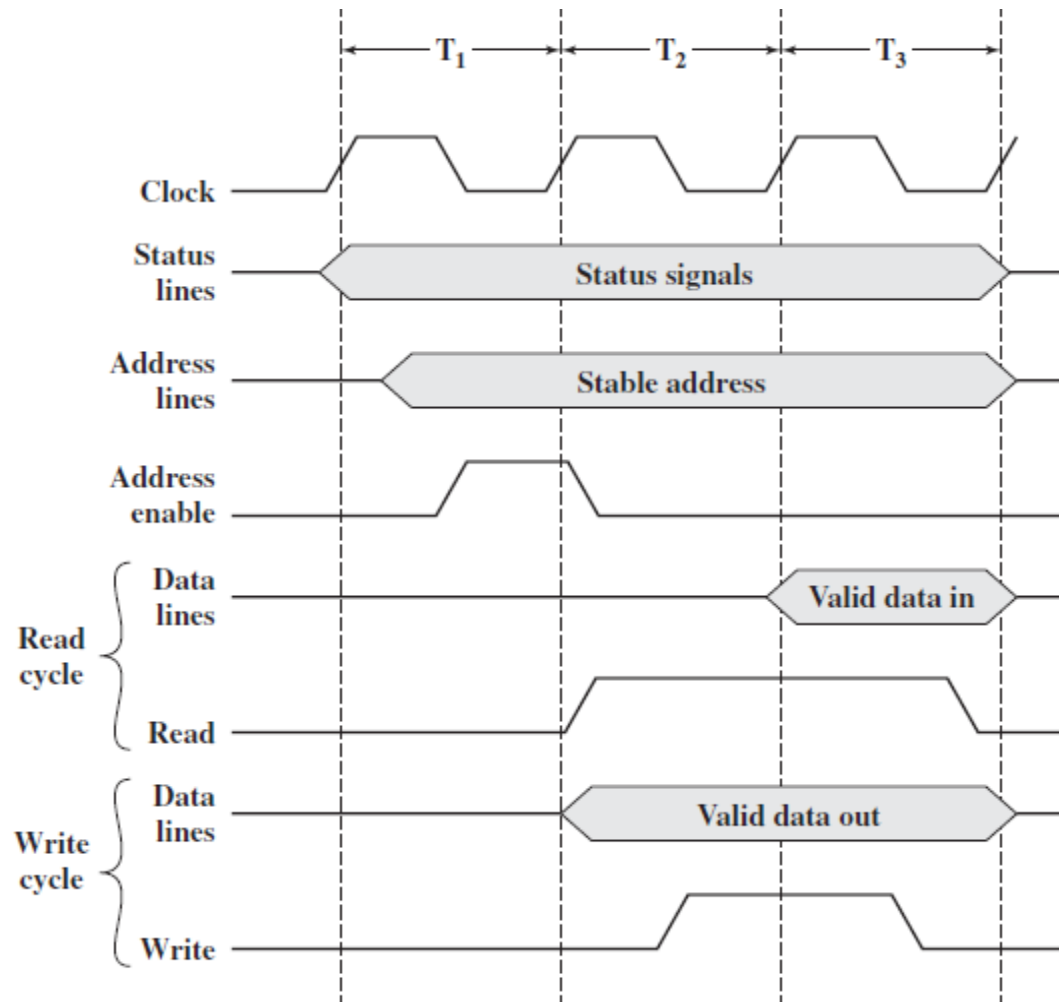 T1 T2 T3
Clock
Status
lines
Status signals
Address
lines
Stable address
Address
enable
Read
cycle
Data
lines
Valid data in
Read
Write
cycle
Data
lines
Valid data out
Write